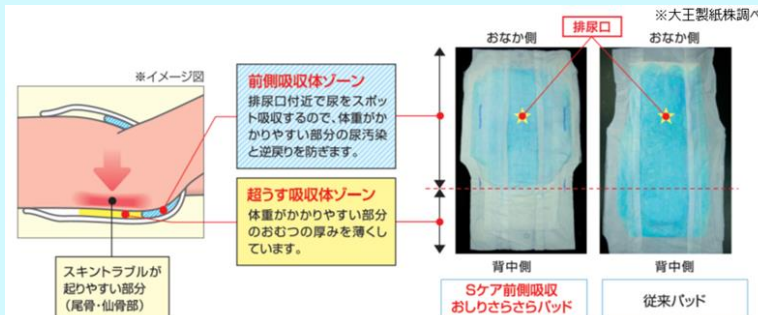 ※大王製紙株調べ
排尿口
おなか側
おなか側
※イメージ図
前側吸収体ゾーン
排尿口付近で尿をスポッ
ト吸収するので、体重がか
かりやすい部分の尿汚染
と逆戻りを防ぎます。
超うす吸収体ゾーン
体重がかかりやすい部分
のおむつの厚みを薄くし
ています。
スキントラブルが
起りやすい部分
（尾骨・仙骨部）
背中側
背中側
Sケア前側吸収
おしりさらさらパッド
従来パッド